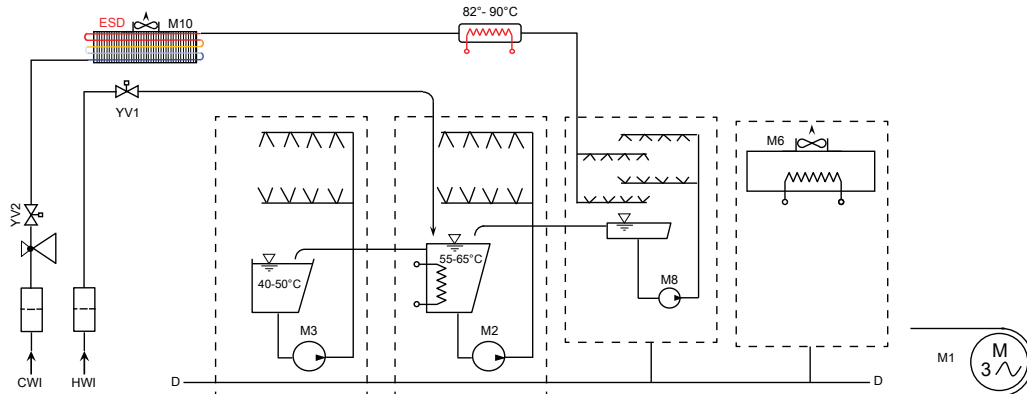 82°- 90°C
ESD
M10
YV1
M6
YV2
55-65°C
40-50°C
M8
M3
M2
M1
M
3
CWI
HWI
D
D